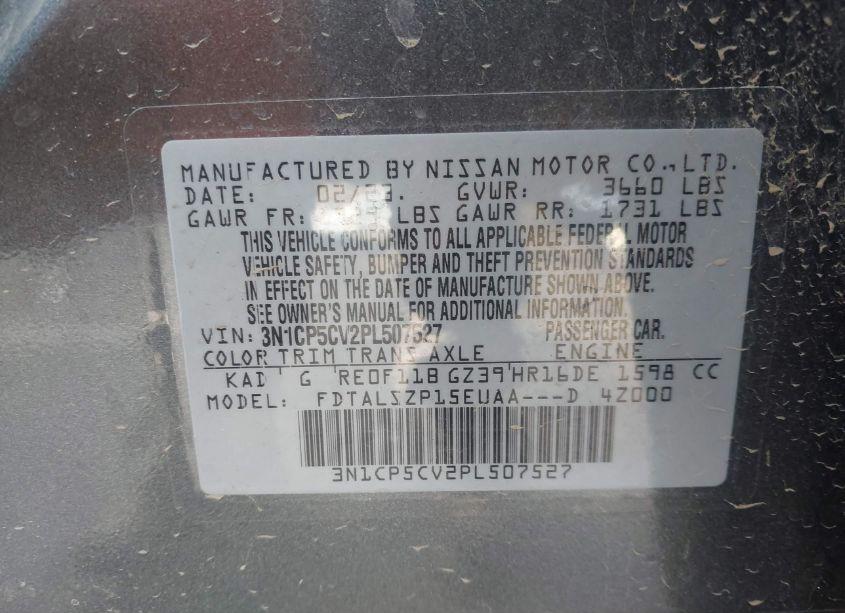 MANUFACTURED BY NISSAN MOTOR CO.,LTD.
DATE: 02/23. GVWR: 3660 LBS
GAWR FR: LBS GAWR RR: 1731 LBS
THIS VEHICLE CONFORMS TO ALL APPLICABLE FEDERAL MOTOR
VEHICLE SAFETY, BUMPER AND THEFT PREVENTION STANDARDS
IN EFFECT ON THE DATE OF MANUFACTURE SHOWN ABOVE.
SEE OWNER'S MANUAL FOR ADDITIONAL INFORMATION.
VIN: 3N1CP5CV2PL507527 PASSENGER CAR.
COLOR TRIM TRANS AXLE ENGINE
KAD G RE0F11B GZ39 HR16DE 1598 CC
MODEL: FDTALSZP15EUAA---D 4Z000
3N1CP5CV2PL507527